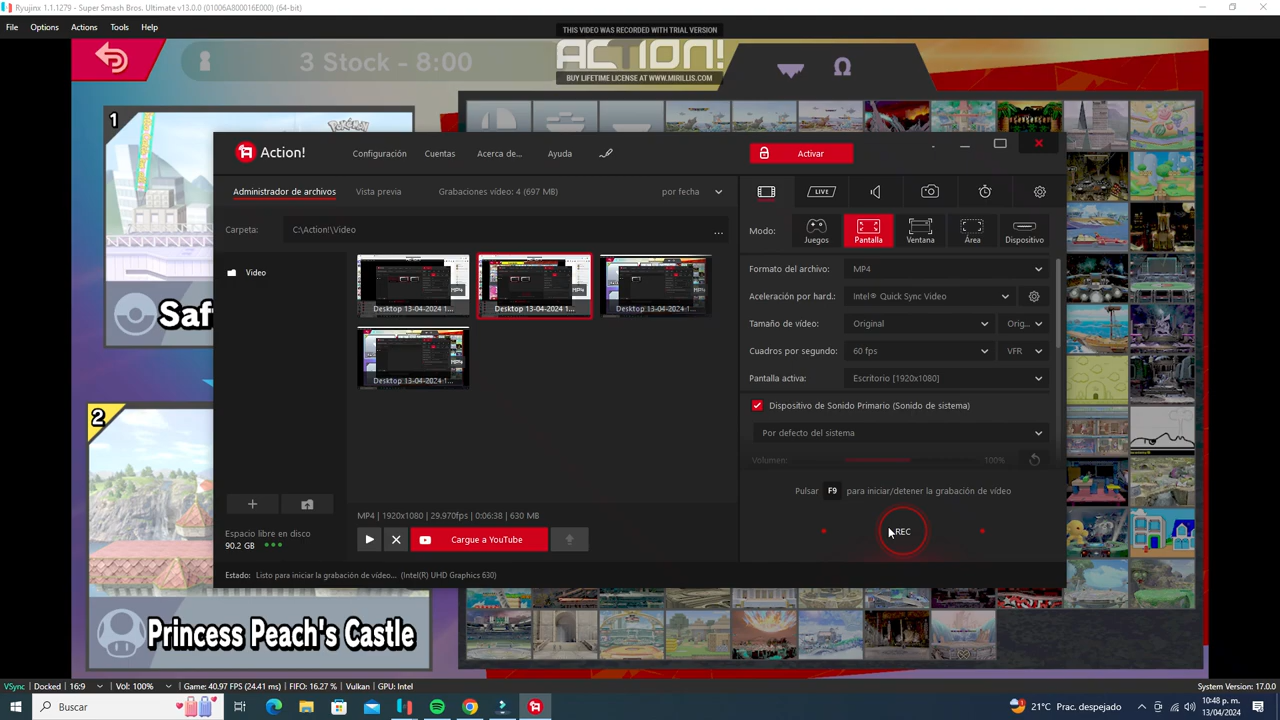 Ryujinx 1.1.1279 - Super Smash Bros. Ultimate v13.0.0 (01006A800016E000) (64-bit)
File Options Actions Tools Help
THIS VIDEO WAS RECORDED WITH TRIAL VERSION
ACTION!
BUY LIFETIME LICENSE AT WWW.MIRILLIS.COM
3 Stock - 8:00
1
Saf
2
Princess Peach's Castle
Action!
Configuración Cuentas Acerca de... Ayuda
Activar
Administrador de archivos Vista previa Grabaciones vídeo: 4 (697 MB) por fecha
LIVE
Carpeta: C:\Action!\Video ...
Modo: Juegos Pantalla Ventana Área Dispositivo
Video
Desktop 13-04-2024 1...
Desktop 13-04-2024 1...
Desktop 13-04-2024 1...
Desktop 13-04-2024 1...
Formato del archivo: MP4
Aceleración por hard.: Intel® Quick Sync Video
Tamaño de vídeo: Original Orig...
Cuadros por segundo: 60 fps VFR
Pantalla activa: Escritorio [1920x1080]
Dispositivo de Sonido Primario (Sonido de sistema)
Por defecto del sistema
Volumen: 100%
Pulsar F9 para iniciar/detener la grabación de vídeo
REC
MP4 | 1920x1080 | 29.970fps | 0:06:38 | 630 MB
Cargue a YouTube
Espacio libre en disco
90.2 GB
Estado: Listo para iniciar la grabación de vídeo... (Intel(R) UHD Graphics 630)
VSync Docked 16:9 Vol: 100% Game: 40.97 FPS (24.41 ms) FIFO: 16.27 % Vulkan GPU: Intel System Version: 17.0.0
Buscar
21°C Prac. despejado
10:48 p. m.
13/04/2024